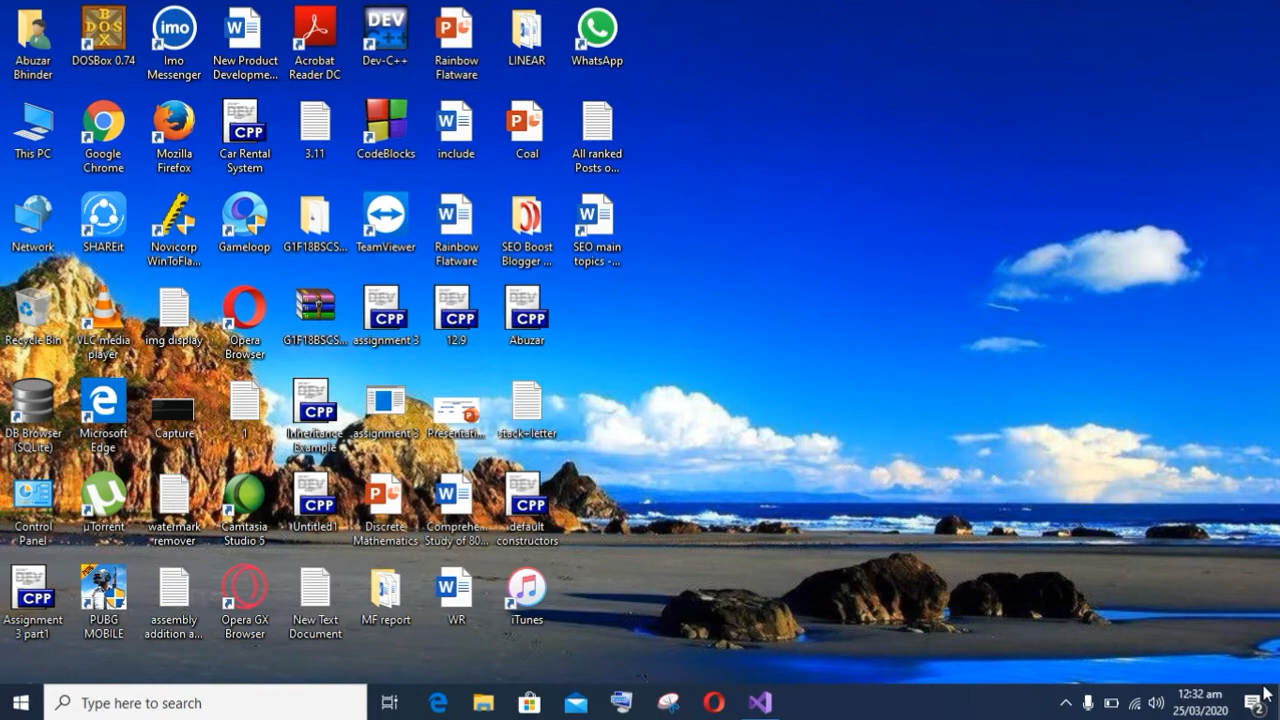 Abuzar
Bhinder
DOSBox 0.74
Imo
Messenger
New Product
Developme...
Acrobat
Reader DC
Dev-C++
Rainbow
Flatware
LINEAR
WhatsApp
This PC
Google
Chrome
Mozilla
Firefox
Car Rental
System
3.11
CodeBlocks
include
Coal
All ranked
Posts o...
Network
SHAREit
Novicorp
WinToFla...
Gameloop
G1F18BSCS...
TeamViewer
Rainbow
Flatware
SEO Boost
Blogger ...
SEO main
topics -...
Recycle Bin
VLC media
player
img display
Opera
Browser
G1F18BSCS...
assignment 3
12.9
Abuzar
DB Browser
(SQLite)
Microsoft
Edge
Capture
1
Inheritance
Example
assignment 3
Presentati...
stack+letter
Control
Panel
µTorrent
watermark
remover
Camtasia
Studio 5
Untitled1
Discrete
Mathematics
Comprehe...
Study of 80...
default
constructors
Assignment
3 part1
PUBG
MOBILE
assembly
addition a...
Opera GX
Browser
New Text
Document
MF report
WR
iTunes
Type here to search
12:32 am
25/03/2020
2